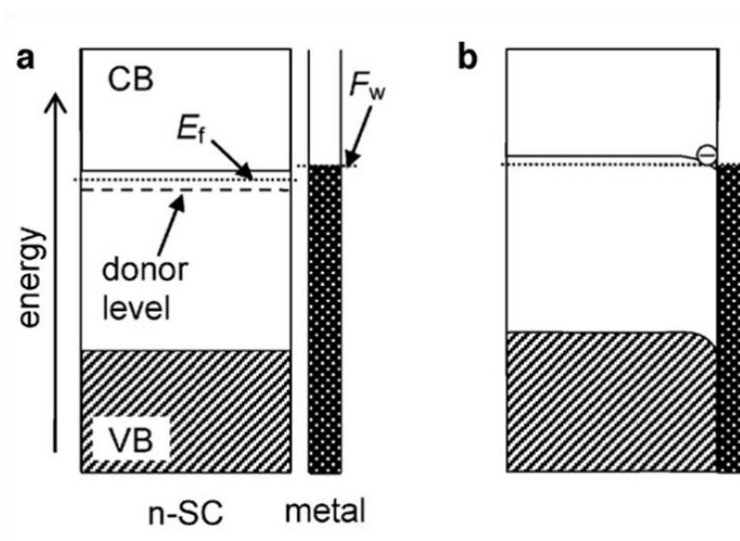 a
CB
E_f
F_w
energy
donor
level
VB
n-SC
metal
b